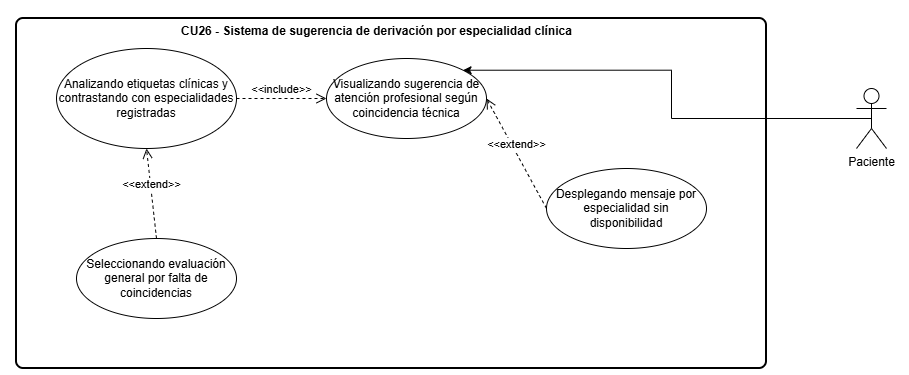 CU26 - Sistema de sugerencia de derivación por especialidad clínica
Analizando etiquetas clínicas y
contrastando con especialidades
registradas
<<include>>
Visualizando sugerencia de
atención profesional según
coincidencia técnica
<<extend>>
<<extend>>
Paciente
Desplegando mensaje por
especialidad sin
disponibilidad
Seleccionando evaluación
general por falta de
coincidencias